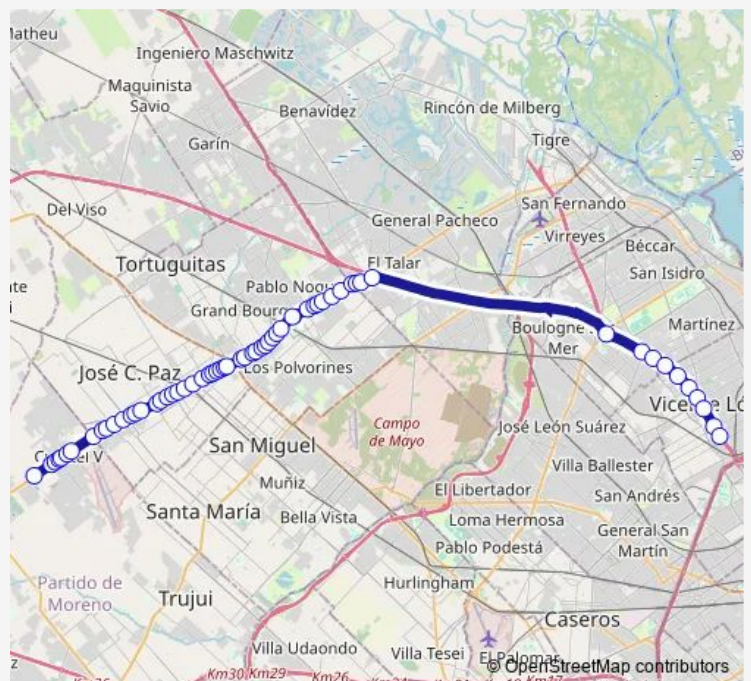 Matheu
Ingeniero Maschwitz
Maquinista
Savio
Benavídez
Rincón de Milberg
Garín
Tigre
Del Viso
San Fernando
General Pacheco
Virreyes
Béccar
El Talar
Tortuguitas
San Isidro
Pablo Nogu
Grand Bourg
Boulogne
Mer
Martínez
José C. Paz
Los Polvorines
Campo
de Mayo
José León Suárez
San Miguel
Villa Ballester
Muñiz
El Libertador
San Andrés
Santa María
Bella Vista
Loma Hermosa
General San
Martín
Pablo Podestá
Partido de
Moreno
Hurlingham
Trujui
Caseros
Villa Udaondo
Villa Tesei
El Palomar
Km30 Km29
Km26
© OpenStreetMap contributors